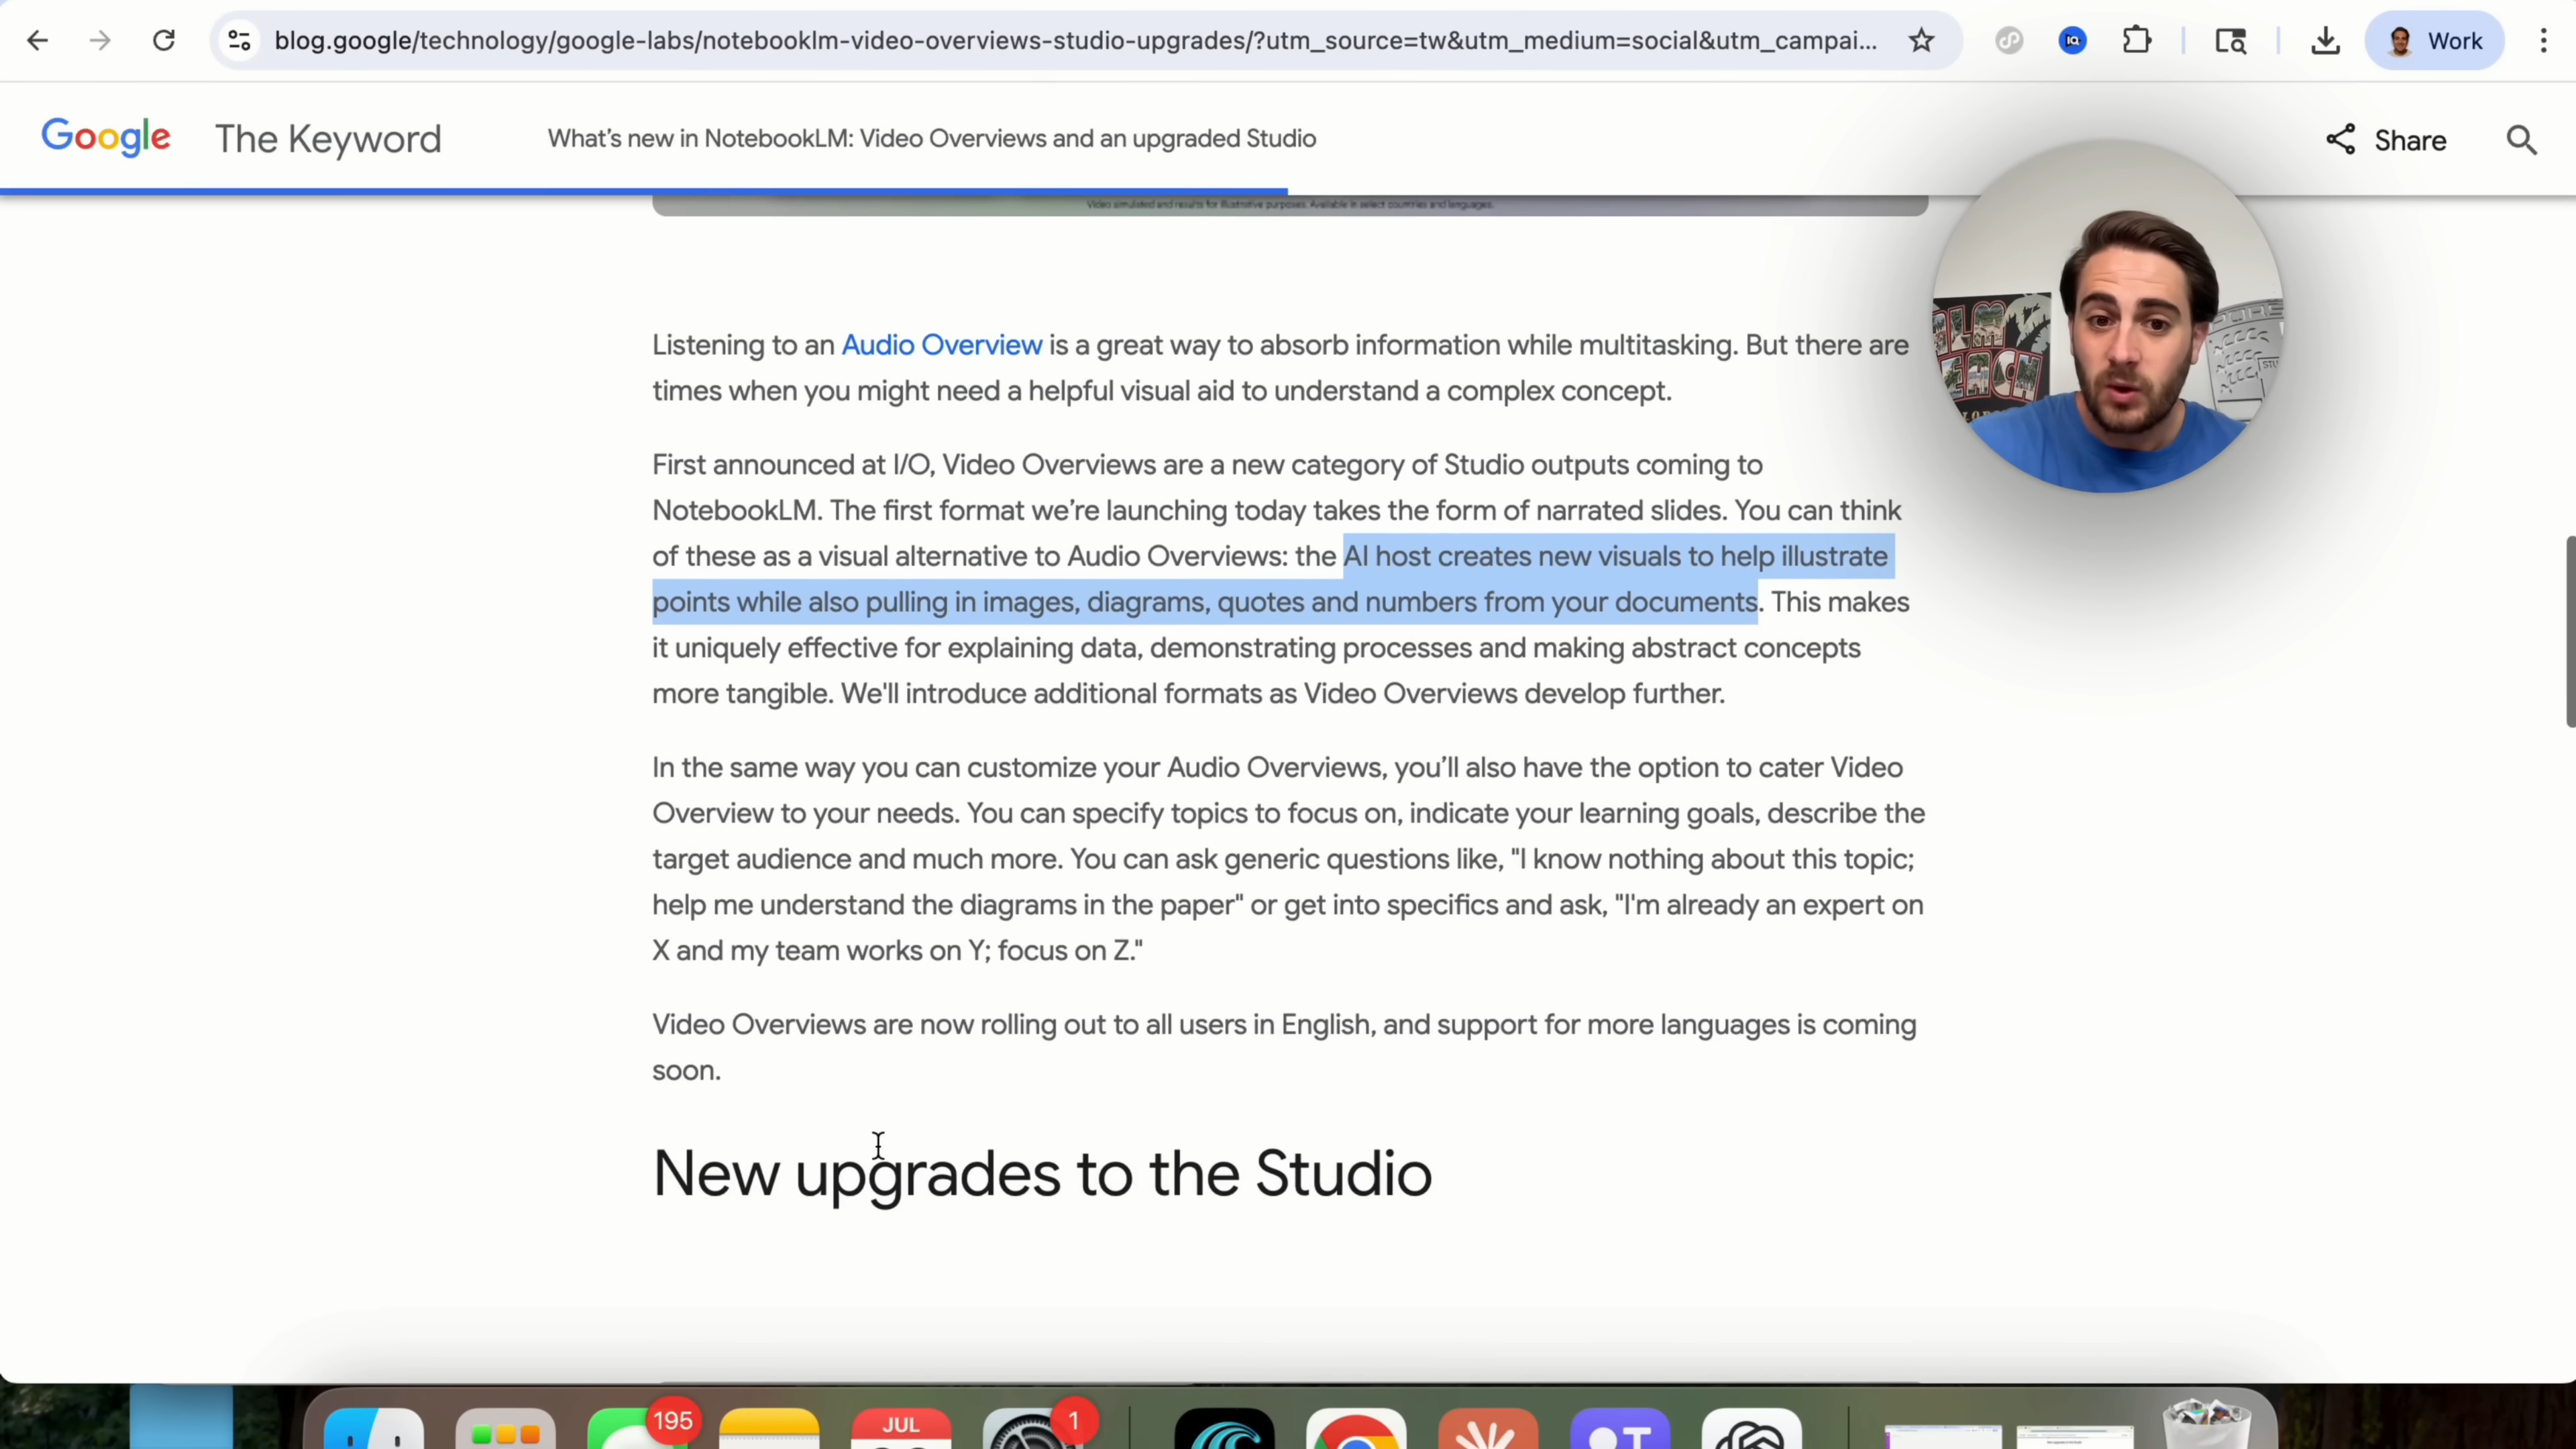 blog.google/technology/google-labs/notebooklm-video-overviews-studio-upgrades/?utm_source=tw&utm_medium=social&utm_campai...
Work
Google The Keyword
What's new in NotebookLM: Video Overviews and an upgraded Studio
Share
Video simulated and results for illustrative purposes. Available in select countries and languages.
Listening to an Audio Overview is a great way to absorb information while multitasking. But there are
times when you might need a helpful visual aid to understand a complex concept.
First announced at I/O, Video Overviews are a new category of Studio outputs coming to
NotebookLM. The first format we're launching today takes the form of narrated slides. You can think
of these as a visual alternative to Audio Overviews: the AI host creates new visuals to help illustrate
points while also pulling in images, diagrams, quotes and numbers from your documents. This makes
it uniquely effective for explaining data, demonstrating processes and making abstract concepts
more tangible. We'll introduce additional formats as Video Overviews develop further.
In the same way you can customize your Audio Overviews, you'll also have the option to cater Video
Overview to your needs. You can specify topics to focus on, indicate your learning goals, describe the
target audience and much more. You can ask generic questions like, "I know nothing about this topic;
help me understand the diagrams in the paper" or get into specifics and ask, "I'm already an expert on
X and my team works on Y; focus on Z."
Video Overviews are now rolling out to all users in English, and support for more languages is coming
soon.
New upgrades to the Studio
195
JUL
1
T